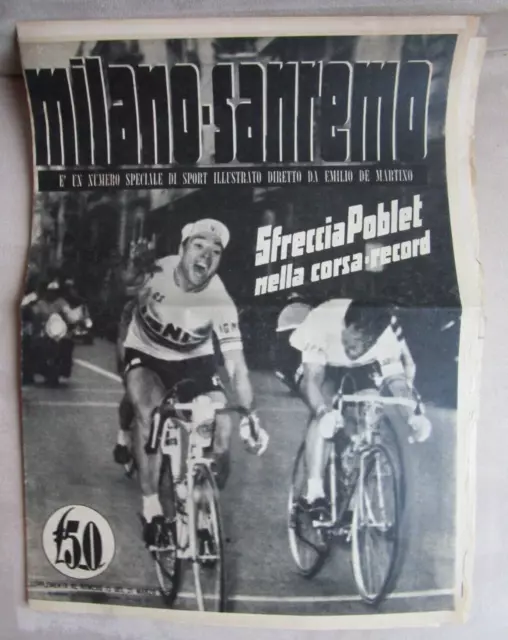 milano-sanremo
E' UN NUMERO SPECIALE DI SPORT ILLUSTRATO DIRETTO DA EMILIO DE MARTINO
Sfreccia Poblet
nella corsa-record
IGNIS
£50